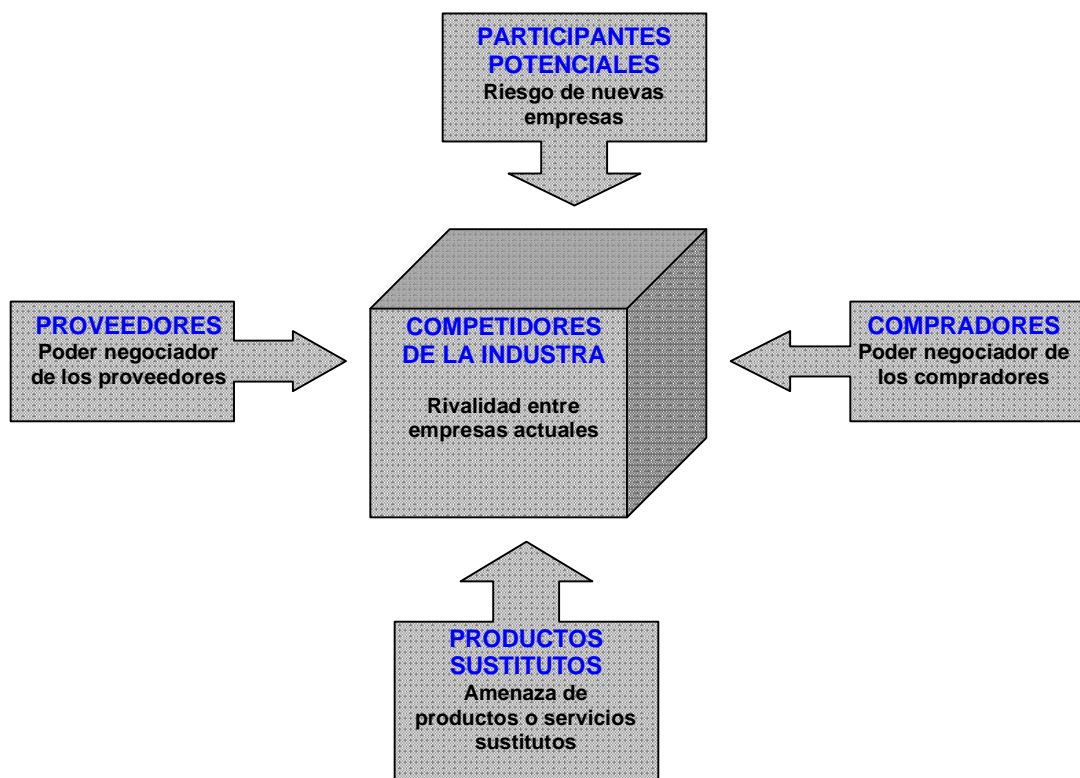 PARTICIPANTES
POTENCIALES
Riesgo de nuevas
empresas
PROVEEDORES
Poder negociador
de los proveedores
COMPETIDORES
DE LA INDUSTRA
Rivalidad entre
empresas actuales
COMPRADORES
Poder negociador de
los compradores
PRODUCTOS
SUSTITUTOS
Amenaza de
productos o servicios
sustitutos